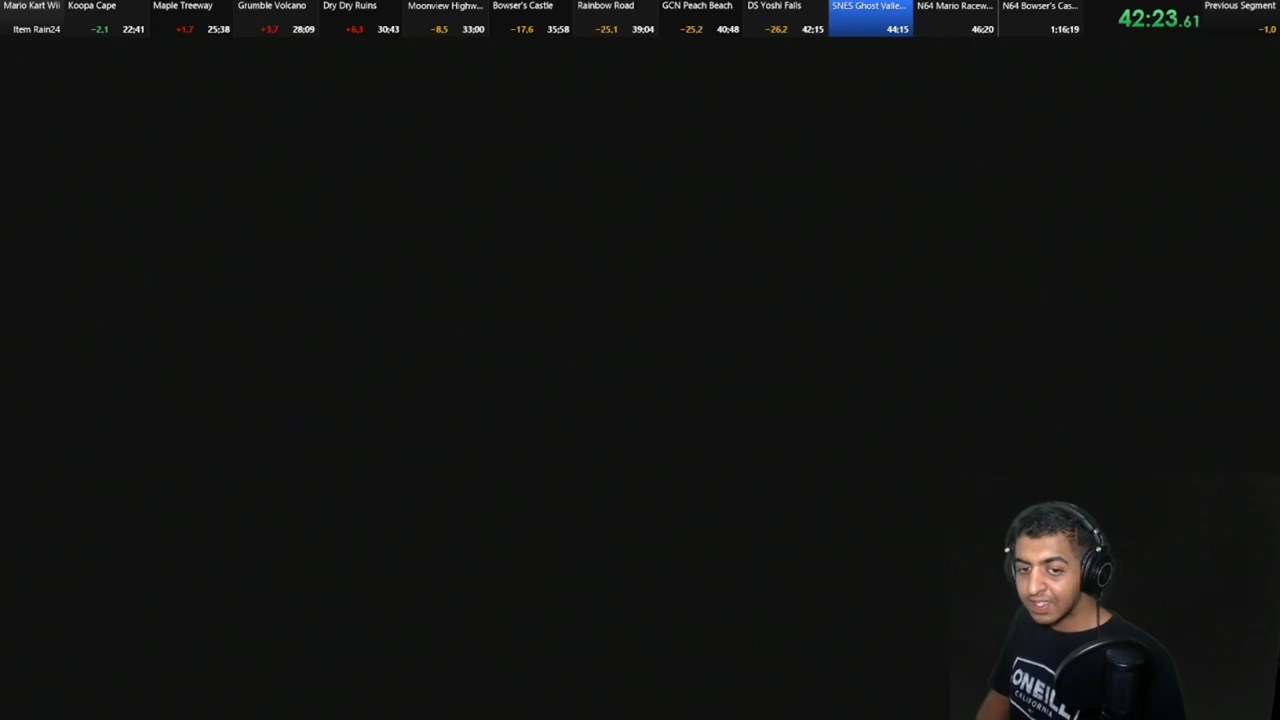 Mario Kart Wii Koopa Cape Maple Treeway Grumble Volcano Dry Dry Ruins Moonview Highw... Bowser's Castle Rainbow Road GCN Peach Beach DS Yoshi Falls SNES Ghost Valle... N64 Mario Racew... N64 Bowser's Cas... 42:23.61 Previous Segment
Item Rain24 −2,1 22:41 +1,7 25:38 +3,7 28:09 +6,3 30:43 −8,5 33:00 −17,6 35:58 −25,1 39:04 −25,2 40:48 −26,2 42:15 44:15 46:20 1:16:19 −1,0
ONEILL
CALIFORNIA